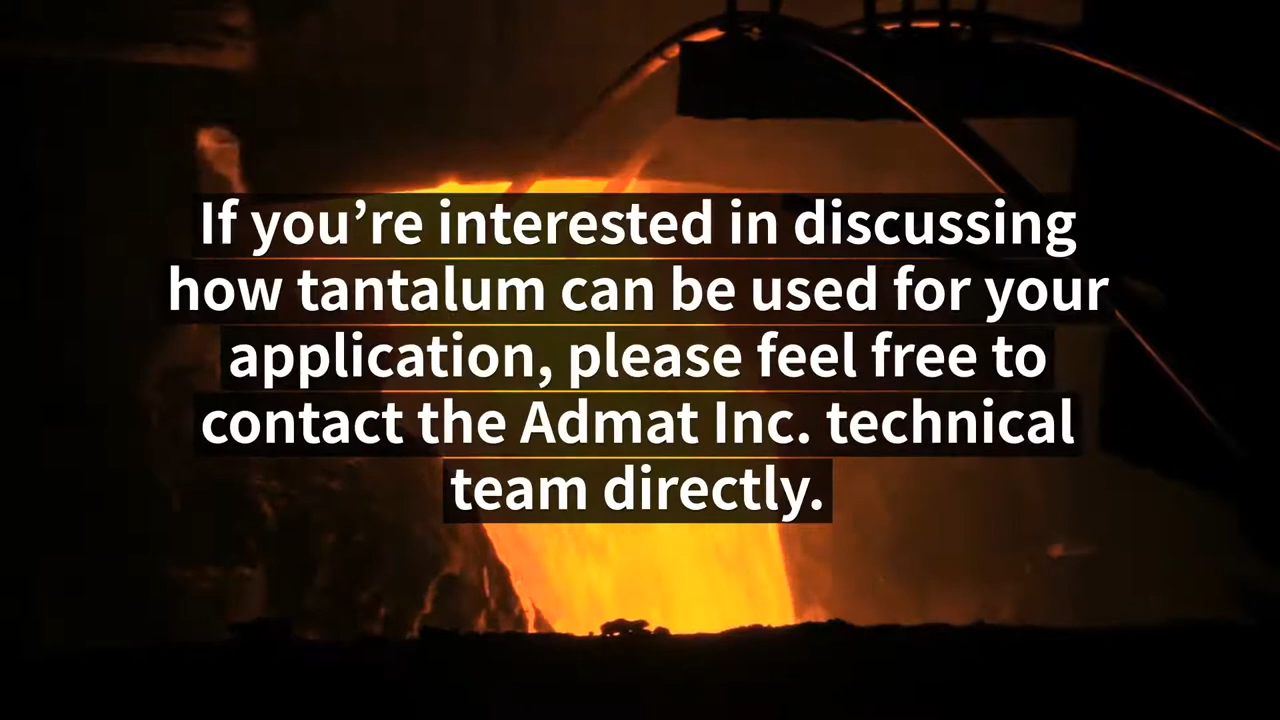 If you’re interested in discussing
how tantalum can be used for your
application, please feel free to
contact the Admat Inc. technical
team directly.